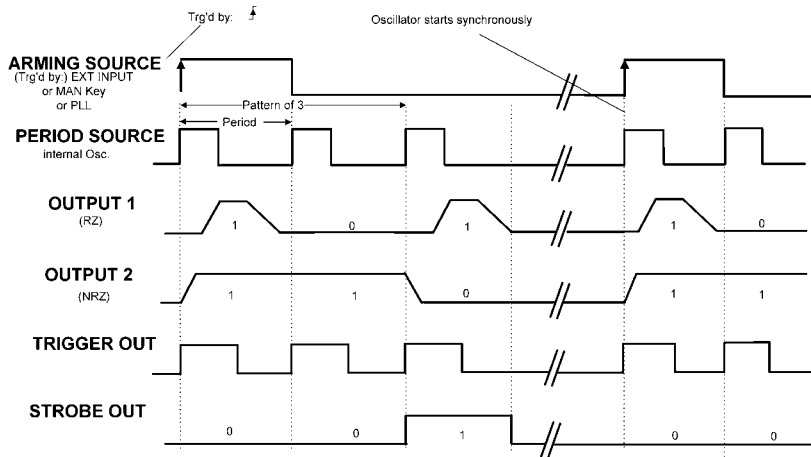 Trg'd by:
Oscillator starts synchronously
ARMING SOURCE
(Trg'd by:) EXT INPUT
or MAN Key
or PLL
Pattern of 3
Period
PERIOD SOURCE
internal Osc.
OUTPUT 1
(RZ)
1 0 1 1 0
OUTPUT 2
(NRZ)
1 1 0 1 1
TRIGGER OUT
STROBE OUT
0 0 1 0 0